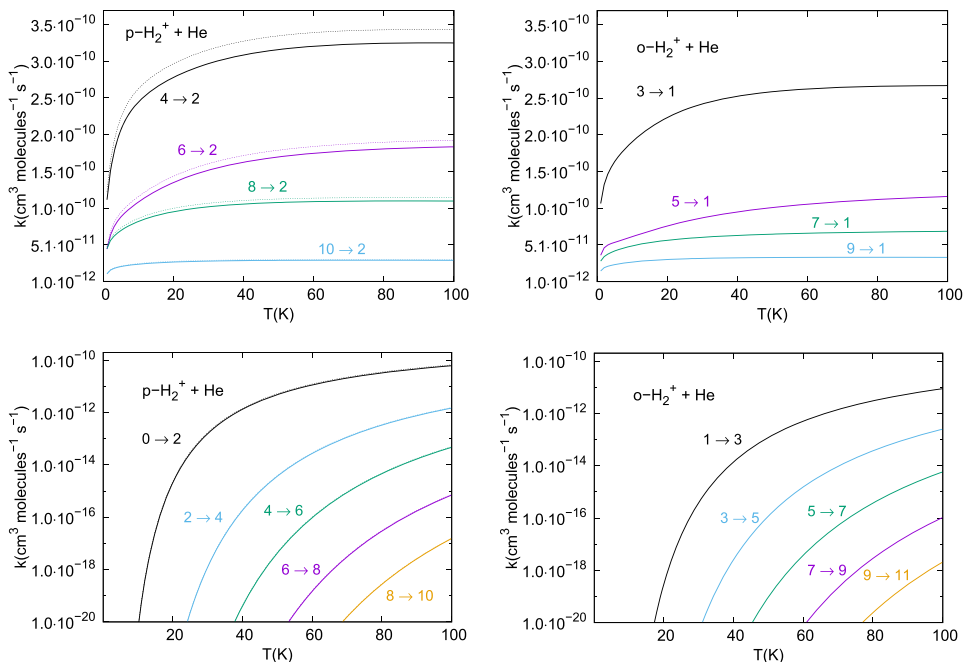 3.5·10⁻¹⁰
3.0·10⁻¹⁰
2.5·10⁻¹⁰
2.0·10⁻¹⁰
1.5·10⁻¹⁰
1.0·10⁻¹⁰
5.1·10⁻¹¹
1.0·10⁻¹²
k(cm³ molecules⁻¹ s⁻¹)
p−H₂⁺ + He
4 → 2
6 → 2
8 → 2
10 → 2
0 20 40 60 80 100
T(K)
3.5·10⁻¹⁰
3.0·10⁻¹⁰
2.5·10⁻¹⁰
2.0·10⁻¹⁰
1.5·10⁻¹⁰
1.0·10⁻¹⁰
5.1·10⁻¹¹
1.0·10⁻¹²
k(cm³ molecules⁻¹ s⁻¹)
o−H₂⁺ + He
3 → 1
5 → 1
7 → 1
9 → 1
0 20 40 60 80 100
T(K)
1.0·10⁻¹⁰
1.0·10⁻¹²
1.0·10⁻¹⁴
1.0·10⁻¹⁶
1.0·10⁻¹⁸
1.0·10⁻²⁰
k(cm³ molecules⁻¹ s⁻¹)
p−H₂⁺ + He
0 → 2
2 → 4
4 → 6
6 → 8
8 → 10
20 40 60 80 100
T(K)
1.0·10⁻¹⁰
1.0·10⁻¹²
1.0·10⁻¹⁴
1.0·10⁻¹⁶
1.0·10⁻¹⁸
1.0·10⁻²⁰
k(cm³ molecules⁻¹ s⁻¹)
o−H₂⁺ + He
1 → 3
3 → 5
5 → 7
7 → 9
9 → 11
20 40 60 80 100
T(K)